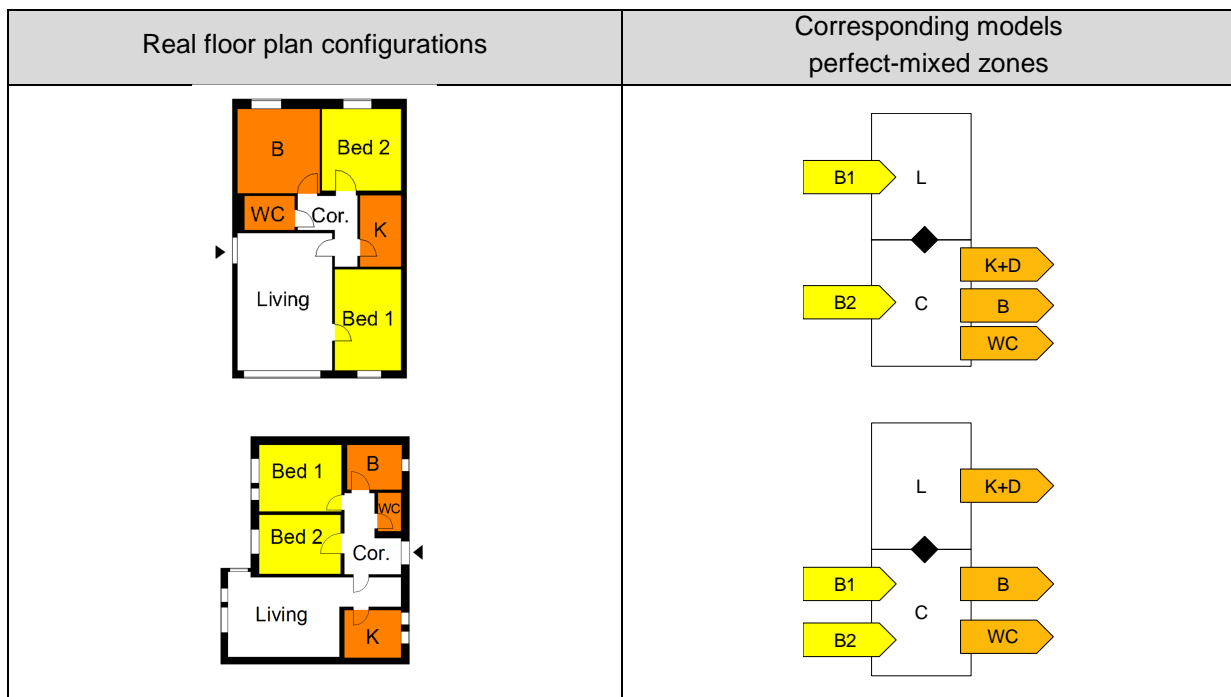 Real floor plan configurations
Corresponding models
perfect-mixed zones
B
Bed 2
WC
Cor.
K
Living
Bed 1
B1
L
K+D
B2
C
B
WC
Bed 1
B
WC
Bed 2
Cor.
Living
K
L
K+D
B1
B
C
B2
WC